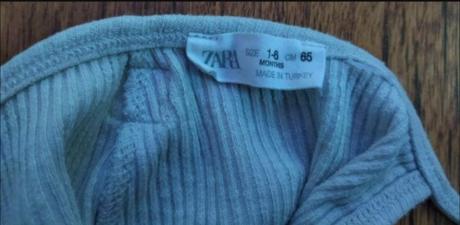 ZARA SIZE 1-6 CM 65
MONTHS
MADE IN TURKEY